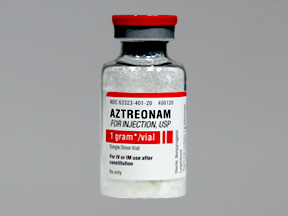 NDC 63323-401-20 400120
AZTREONAM
FOR INJECTION, USP
1 gram*/vial
Single Dose Vial
For IV or IM use after
constitution
Rx only